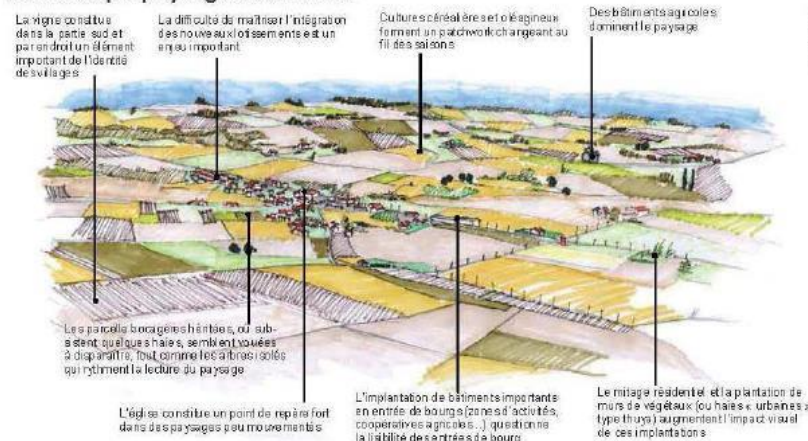 La vigne constitue
dans la partie sud et
par endroit un élément
important de l'identité
des villages
La difficulté de maîtriser l'intégration
des nouveaux lotissements est un
enjeu important
Cultures céréalières et oléagineux
forment un patchwork changeant au
fil des saisons
Des bâtiments agricoles
dominent le paysage
Les parcelle bocagères héritées, où sub-
sistent quelques haies, semblent vouées
à disparaître, tout comme les arbres isolés
qui rythment la lecture du paysage
L'église constitue un point de repère fort
dans des paysages peu mouvementés
L'implantation de bâtiments importants
en entrée de bourgs (zones d'activités,
coopératives agricoles...) questionne
la lisibilité des entrées de bourg
Le mitage résidentiel et la plantation de
murs de végétaux (ou haies « urbaines »
type thuya) augmentent l'impact visuel
de ces implantations